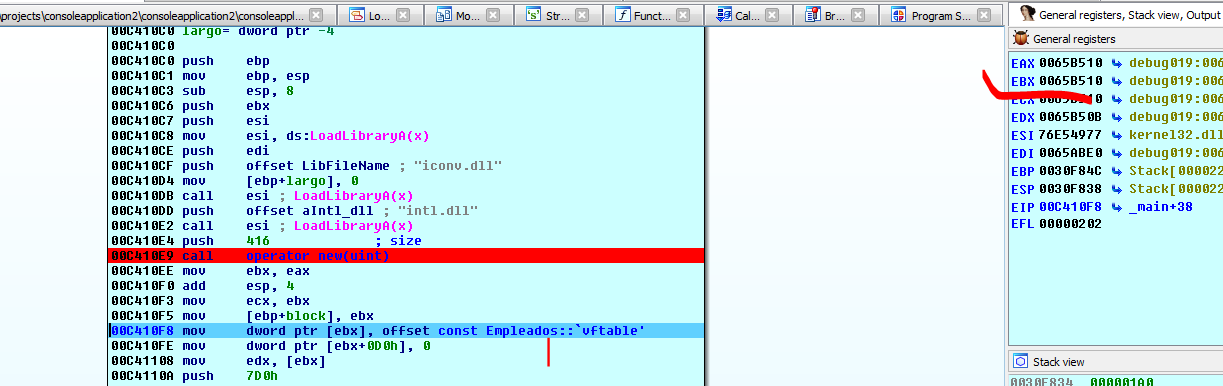 \projects\consoleapplication2\consoleapplication2\consoleappl...
Lo...
Mo...
Str...
Funct...
Cal...
Br...
Program S...
General registers, Stack view, Output
00C410C0 largo= dword ptr -4
00C410C0
00C410C0 push ebp
00C410C1 mov ebp, esp
00C410C3 sub esp, 8
00C410C6 push ebx
00C410C7 push esi
00C410C8 mov esi, ds:LoadLibraryA(x)
00C410CE push edi
00C410CF push offset LibFileName ; "iconv.dll"
00C410D4 mov [ebp+largo], 0
00C410DB call esi ; LoadLibraryA(x)
00C410DD push offset aIntl_dll ; "intl.dll"
00C410E2 call esi ; LoadLibraryA(x)
00C410E4 push 416 ; size
00C410E9 call operator new(uint)
00C410EE mov ebx, eax
00C410F0 add esp, 4
00C410F3 mov ecx, ebx
00C410F5 mov [ebp+block], ebx
00C410F8 mov dword ptr [ebx], offset const Empleados::`vftable'
00C410FE mov dword ptr [ebx+0D0h], 0
00C41108 mov edx, [ebx]
00C4110A push 7D0h
General registers
EAX 0065B510 debug019:006
EBX 0065B510 debug019:006
ECX 0065B510 debug019:006
EDX 0065B50B debug019:006
ESI 76E54977 kernel32.dll
EDI 0065ABE0 debug019:006
EBP 0030F84C Stack[000022
ESP 0030F838 Stack[000022
EIP 00C410F8 _main+38
EFL 00000202
Stack view
0030F834 000001A0